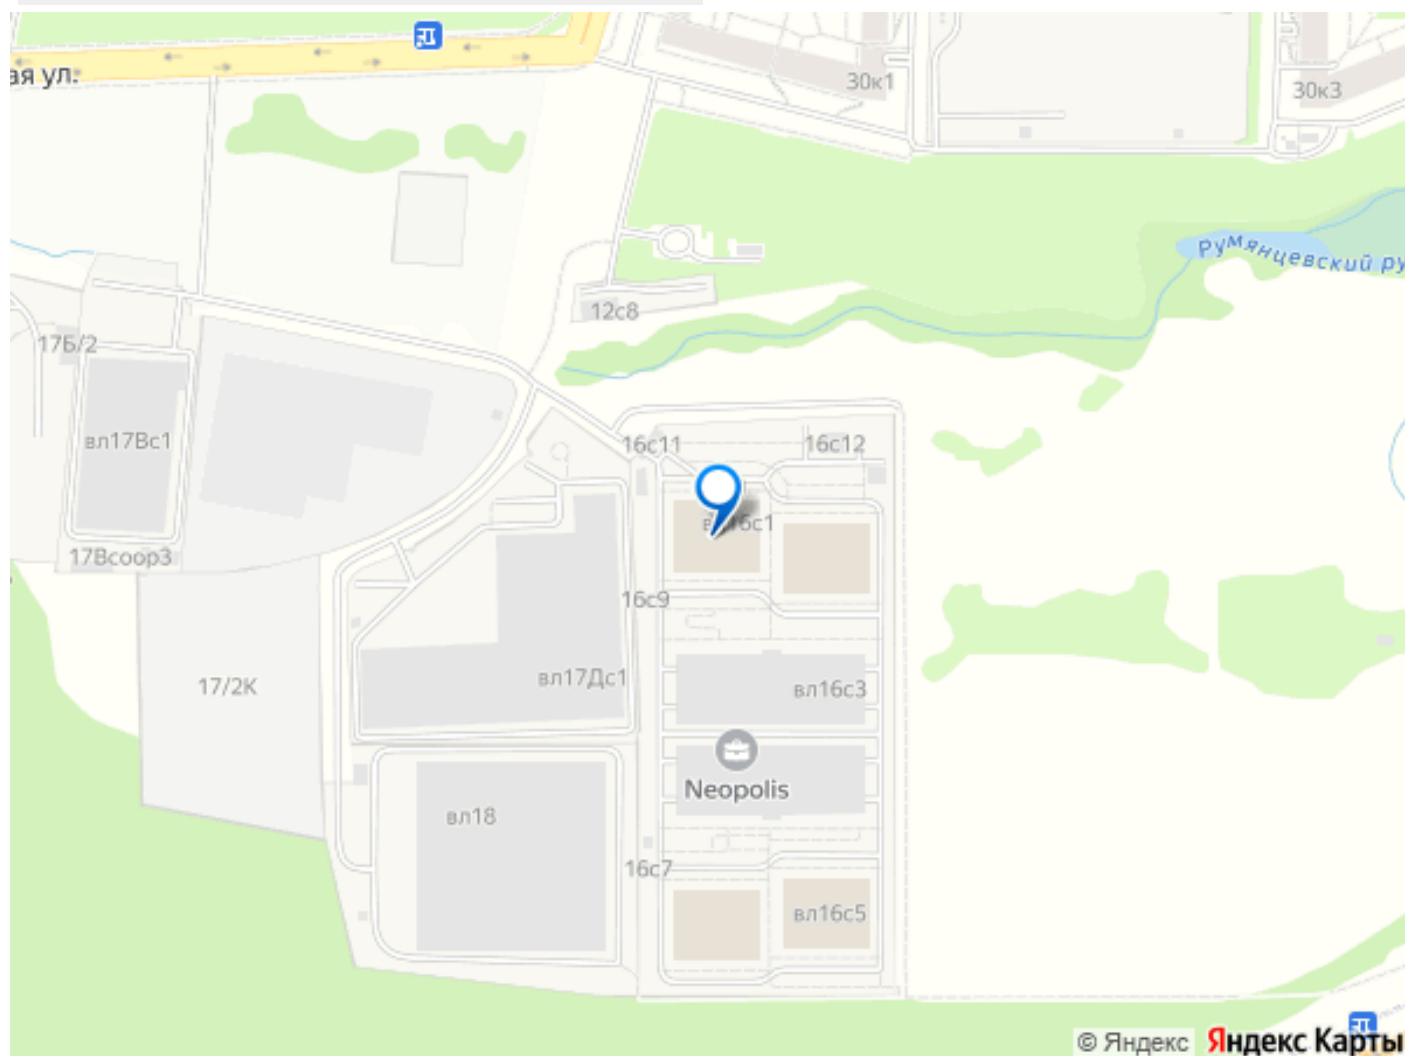 ая ул.
30к1
30к3
Румянцевский ру
12с8
17Б/2
вл17Вс1
16с11
16с12
вл16с1
17Всоор3
16с9
17/2К
вл17Дс1
вл16с3
Neopolis
вл18
16с7
вл16с5
© Яндекс Яндекс Карты